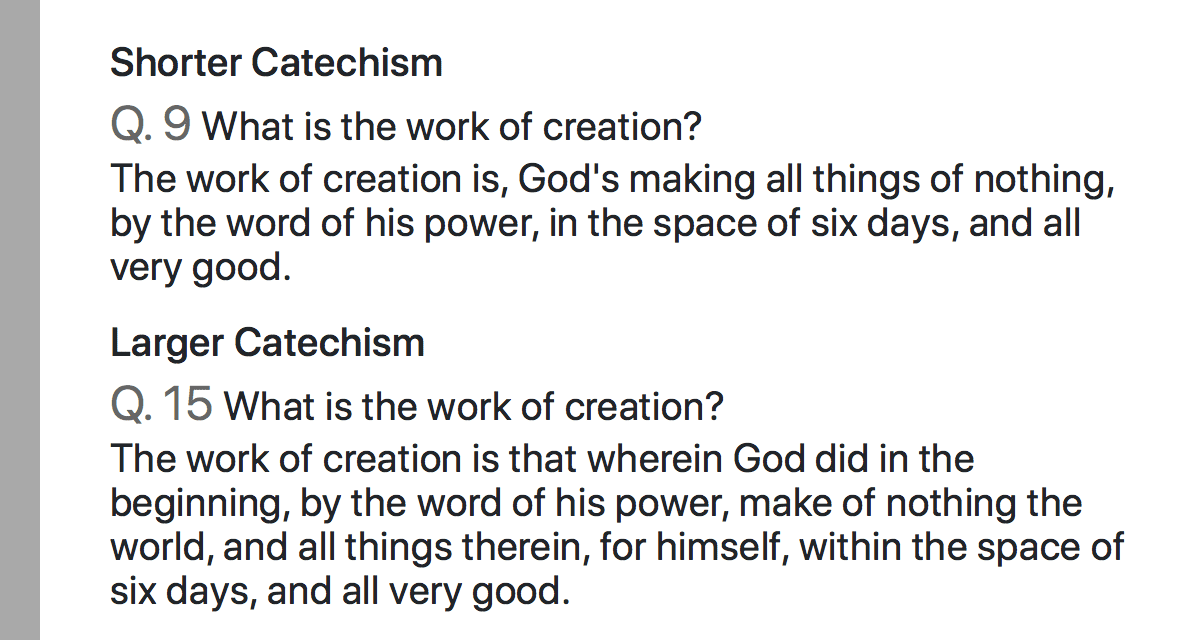 Shorter Catechism
Q. 9 What is the work of creation?
The work of creation is, God's making all things of nothing,
by the word of his power, in the space of six days, and all
very good.
Larger Catechism
Q. 15 What is the work of creation?
The work of creation is that wherein God did in the
beginning, by the word of his power, make of nothing the
world, and all things therein, for himself, within the space of
six days, and all very good.